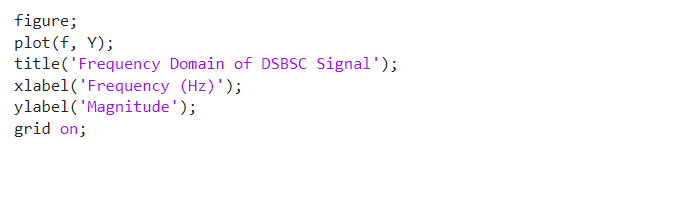 figure;
plot(f, Y);
title('Frequency Domain of DSBSC Signal');
xlabel('Frequency (Hz)');
ylabel('Magnitude');
grid on;